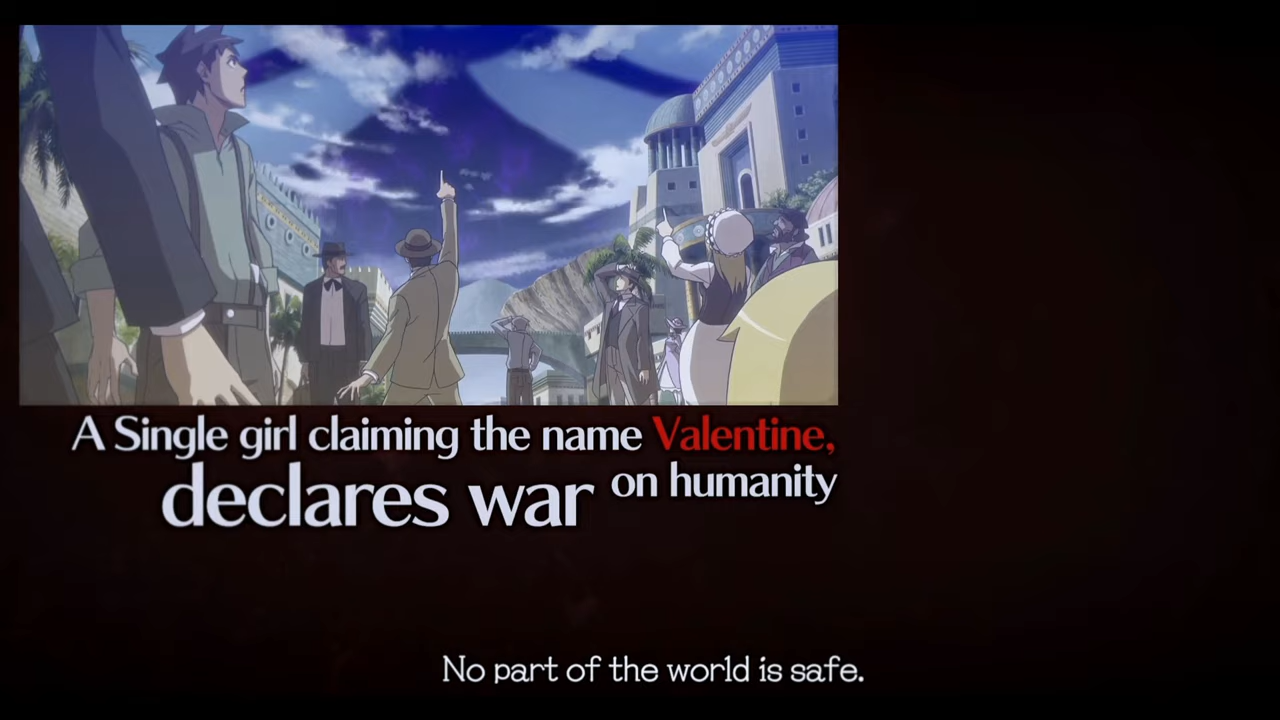 A Single girl claiming the name Valentine,
declares war on humanity
No part of the world is safe.